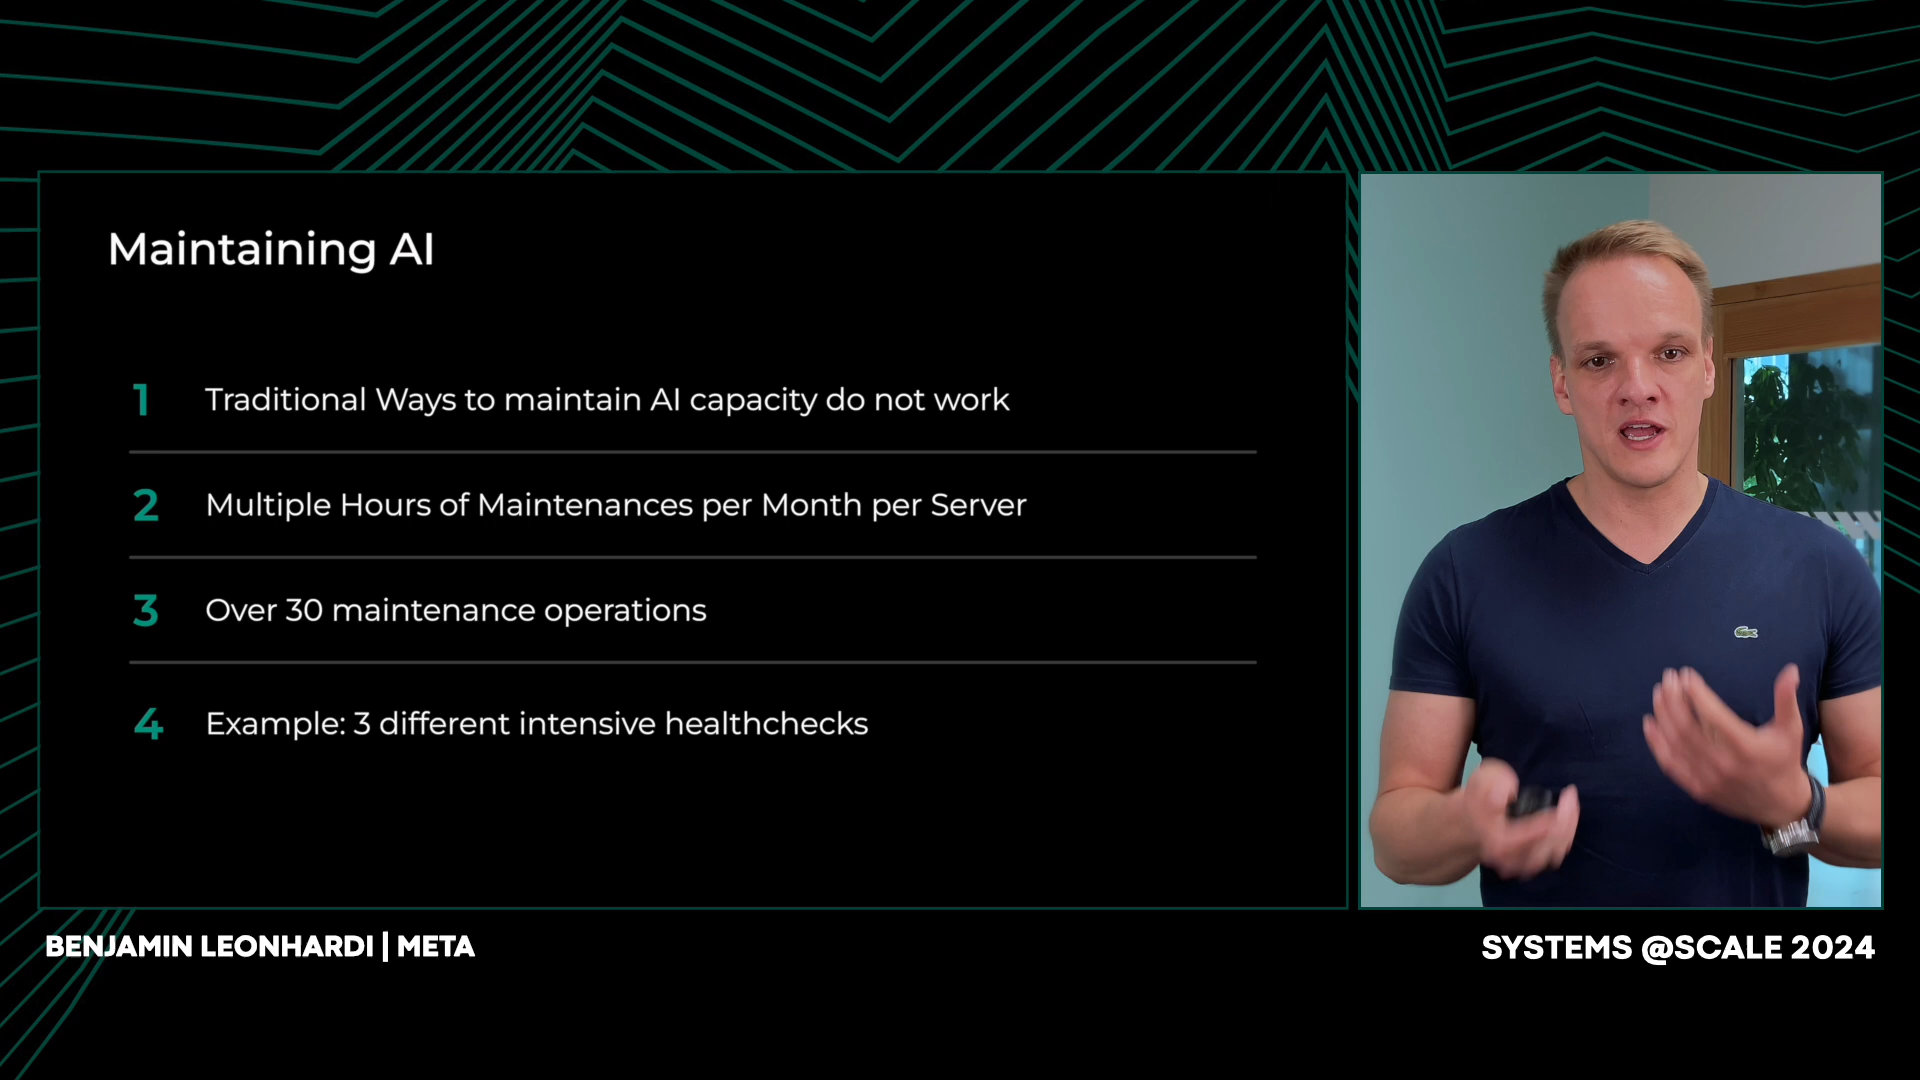 Maintaining AI
1 Traditional Ways to maintain AI capacity do not work
2 Multiple Hours of Maintenances per Month per Server
3 Over 30 maintenance operations
4 Example: 3 different intensive healthchecks
BENJAMIN LEONHARDI | META
SYSTEMS @SCALE 2024